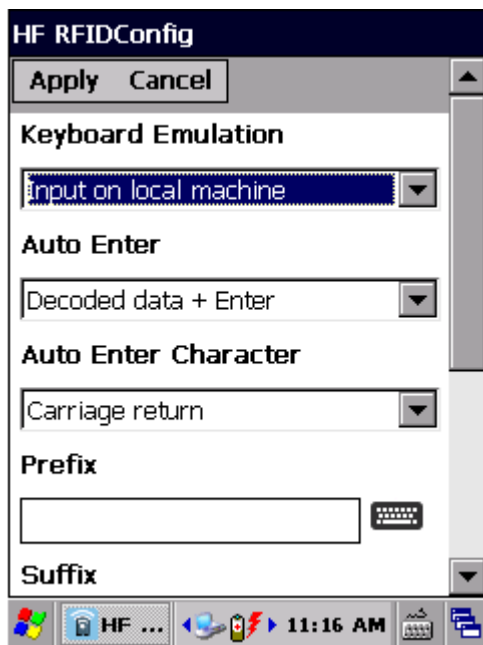 HF RFIDConfig
Apply Cancel
Keyboard Emulation
Input on local machine
Auto Enter
Decoded data + Enter
Auto Enter Character
Carriage return
Prefix
Suffix
HF ... 11:16 AM